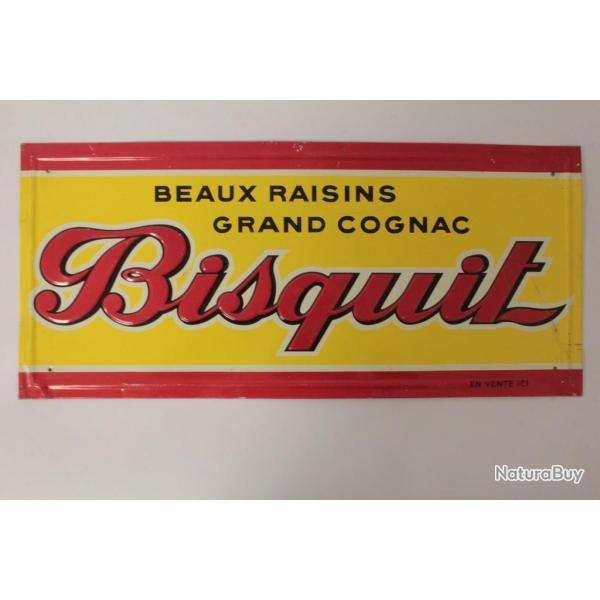 BEAUX RAISINS
GRAND COGNAC
Bisquit
EN VENTE ICI
NaturaBuy